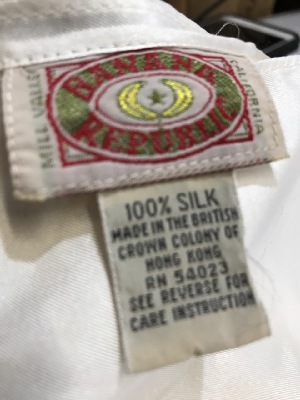 BANANA
REPUBLIC
MILL VALLEY
CALIFORNIA
100% SILK
MADE IN THE BRITISH
CROWN COLONY OF
HONG KONG
RN 54023
SEE REVERSE FOR
CARE INSTRUCTION